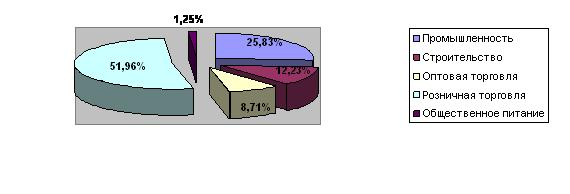 1,25%
25,83%
12,23%
8,71%
51,96%
Промышленность
Строительство
Оптовая торговля
Розничная торговля
Общественное питание